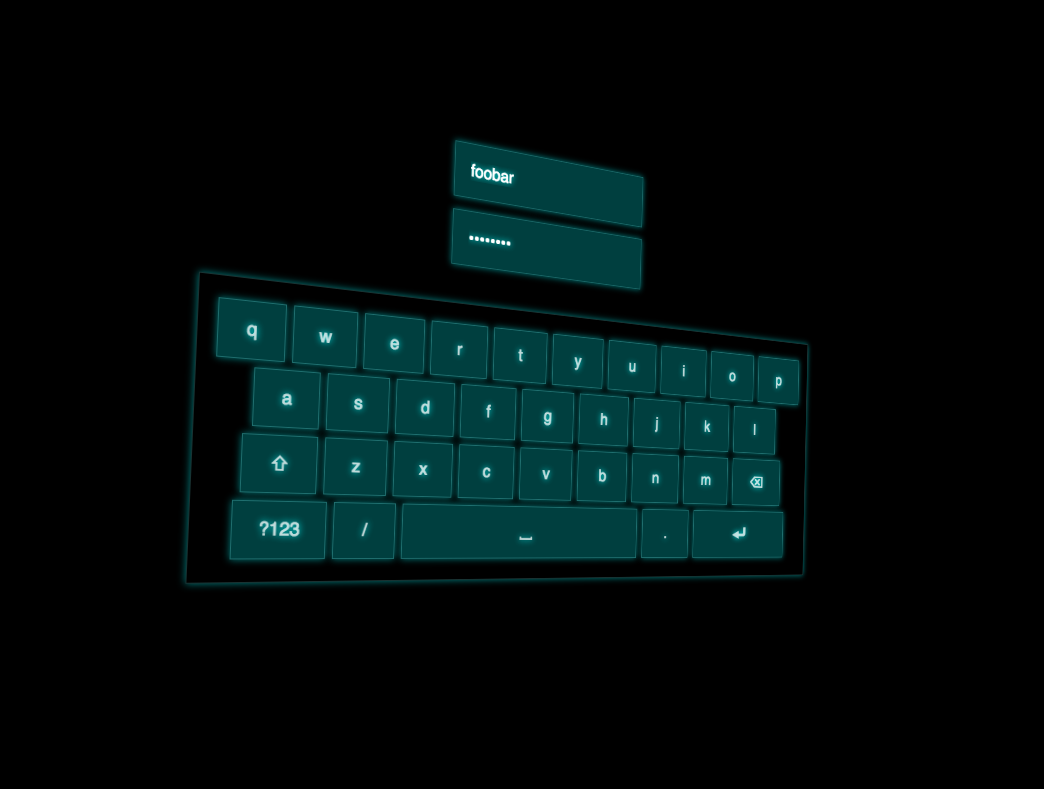 foobar
••••••••
q w e r t y u i o p
a s d f g h j k l
z x c v b n m
?123 / .